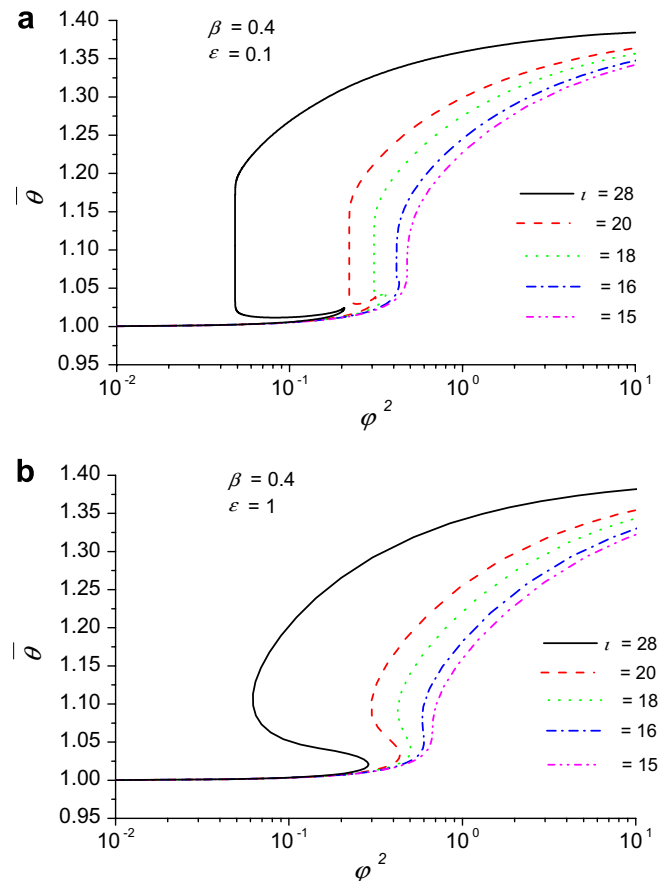 a
β = 0.4
ε = 0.1
1.40
1.35
1.30
1.25
1.20
1.15
1.10
1.05
1.00
0.95
θ
ι = 28
= 20
= 18
= 16
= 15
10⁻² 10⁻¹ 10⁰ 10¹
φ²
b
β = 0.4
ε = 1
1.40
1.35
1.30
1.25
1.20
1.15
1.10
1.05
1.00
0.95
θ
ι = 28
= 20
= 18
= 16
= 15
10⁻² 10⁻¹ 10⁰ 10¹
φ²